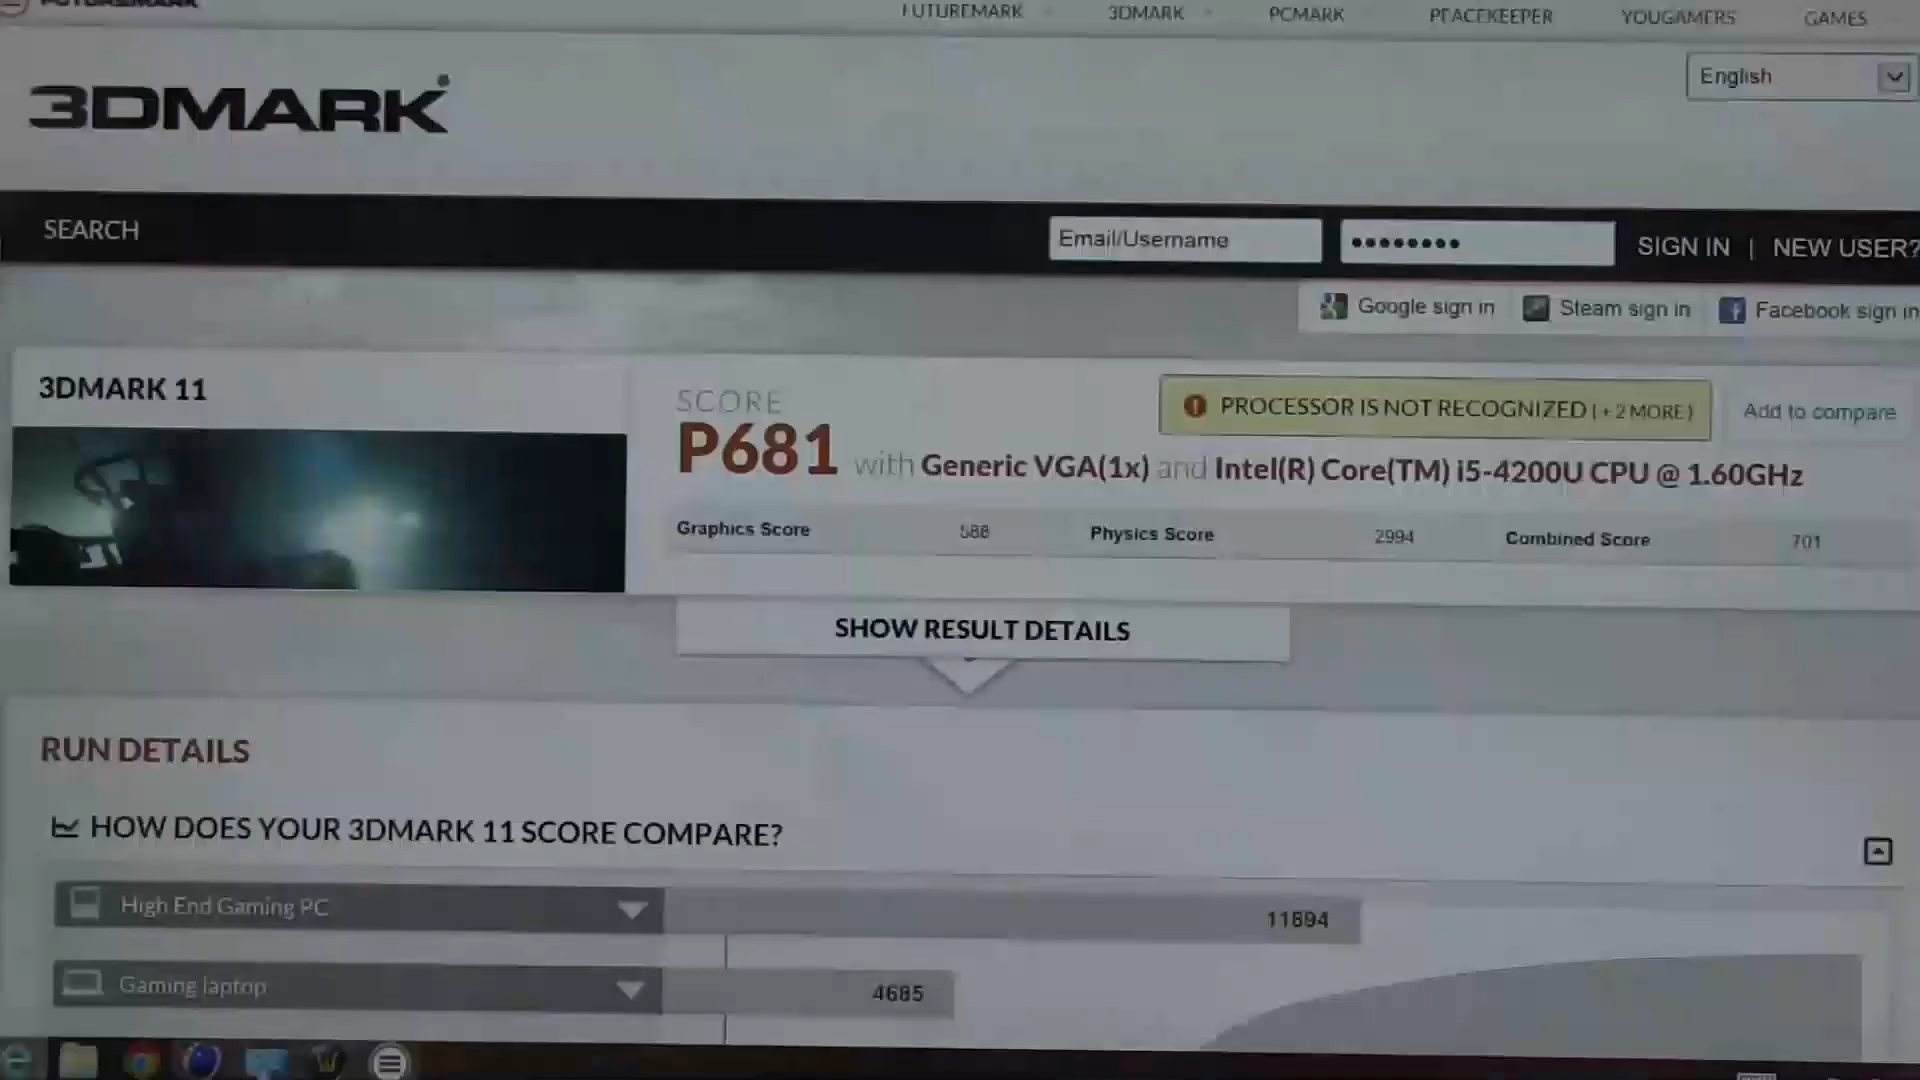 FUTUREMARK
FUTUREMARK 3DMARK PCMARK PEACEKEEPER YOUGAMERS GAMES
English
3DMARK
SEARCH
Email/Username
SIGN IN | NEW USER?
Google sign in Steam sign in Facebook sign in
3DMARK 11
SCORE
PROCESSOR IS NOT RECOGNIZED ( + 2 MORE )
Add to compare
P681 with Generic VGA(1x) and Intel(R) Core(TM) i5-4200U CPU @ 1.60GHz
Graphics Score 588 Physics Score 2994 Combined Score 701
SHOW RESULT DETAILS
RUN DETAILS
HOW DOES YOUR 3DMARK 11 SCORE COMPARE?
High End Gaming PC 11894
Gaming laptop 4685